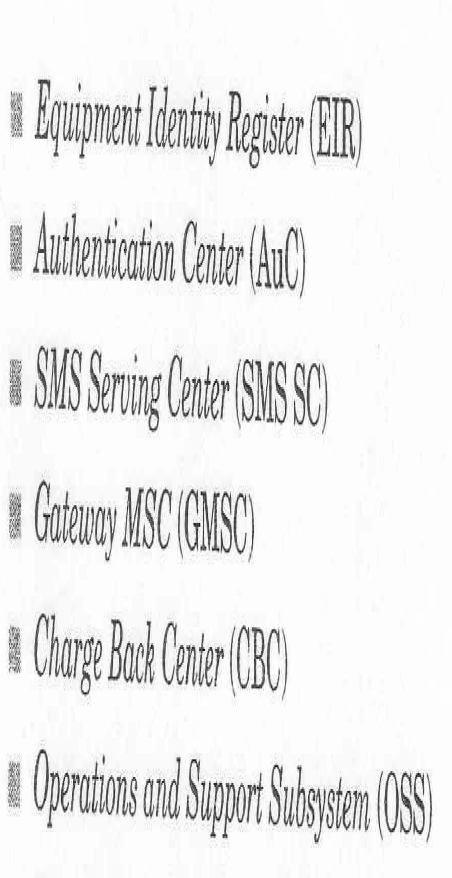 Equipment Identity Register (EIR)
Authentication Center (AuC)
SMS Serving Center (SMS SC)
Gateway MSC (GMSC)
Charge Back Center (CBC)
Operations and Support Subsystem (OSS)